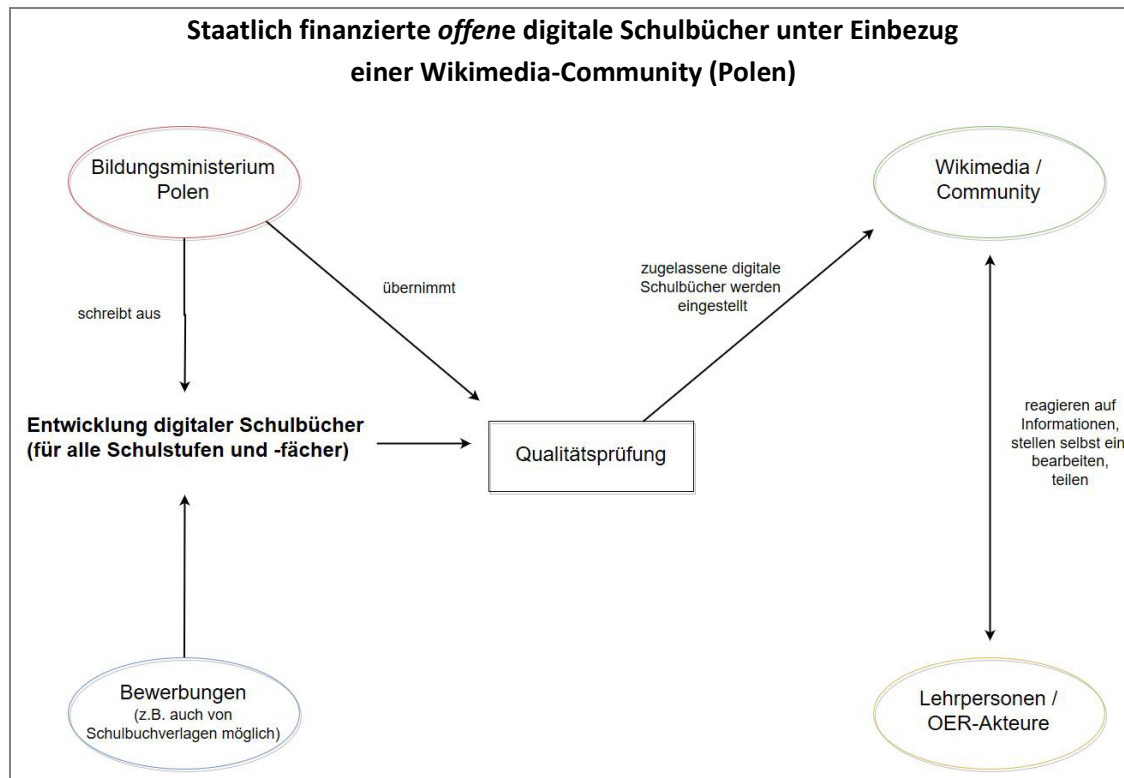 Staatlich finanzierte offene digitale Schulbücher unter Einbezug
einer Wikimedia-Community (Polen)
Bildungsministerium
Polen
Wikimedia /
Community
übernimmt
zugelassene digitale
Schulbücher werden
eingestellt
schreibt aus
Entwicklung digitaler Schulbücher
(für alle Schulstufen und -fächer)
Qualitätsprüfung
reagieren auf
Informationen,
stellen selbst ein
bearbeiten,
teilen
Bewerbungen
(z.B. auch von
Schulbuchverlagen möglich)
Lehrpersonen /
OER-Akteure